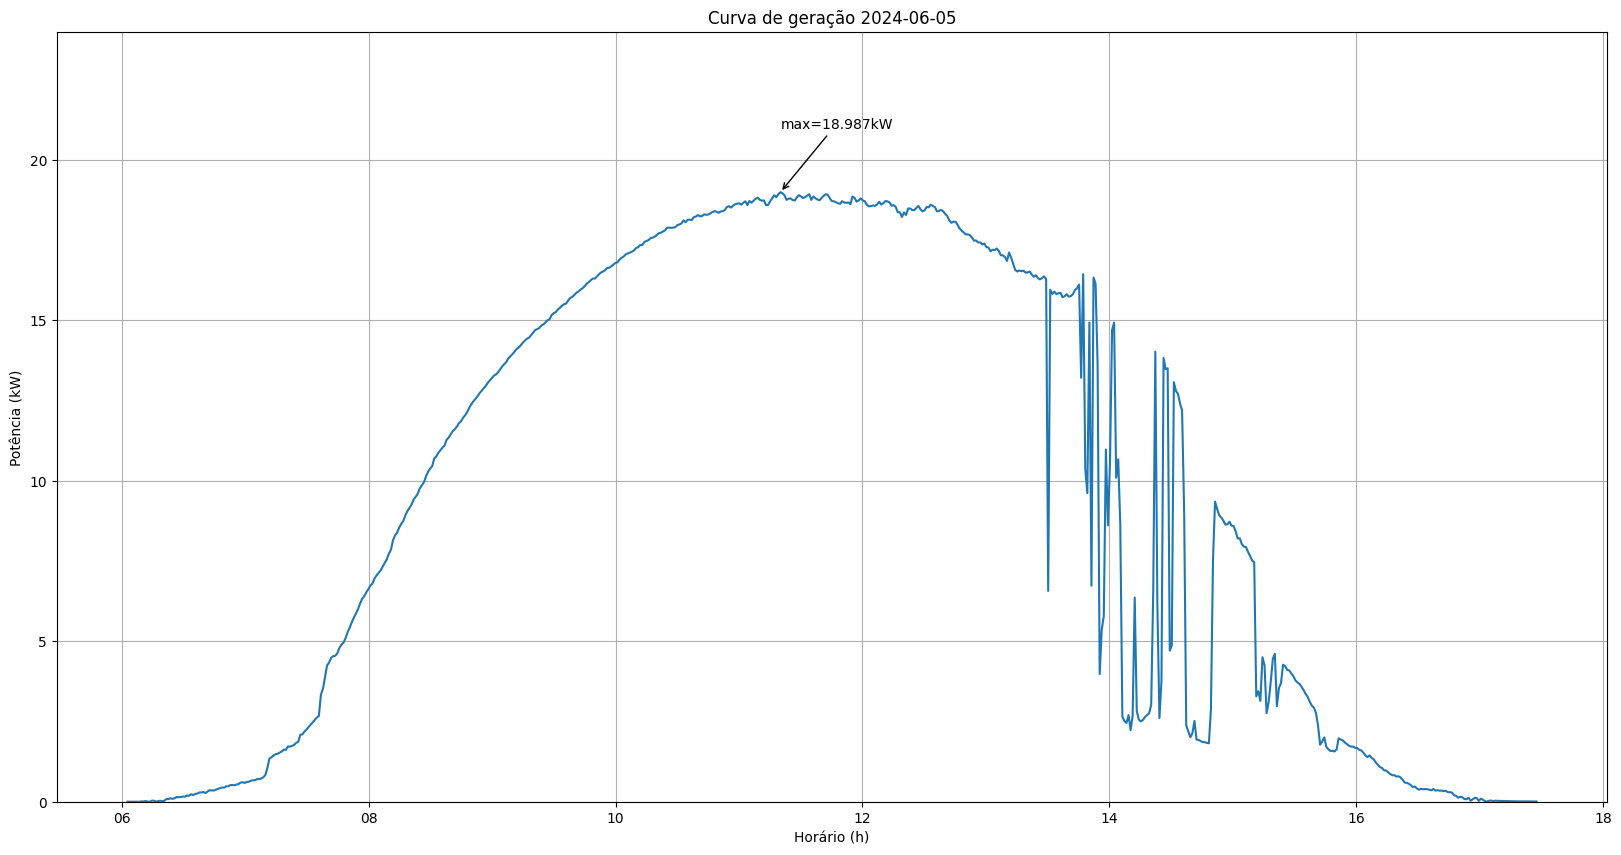 Curva de geração 2024-06-05
max=18.987kW
Potência (kW)
20
15
10
5
0
06 08 10 12 14 16 18
Horário (h)